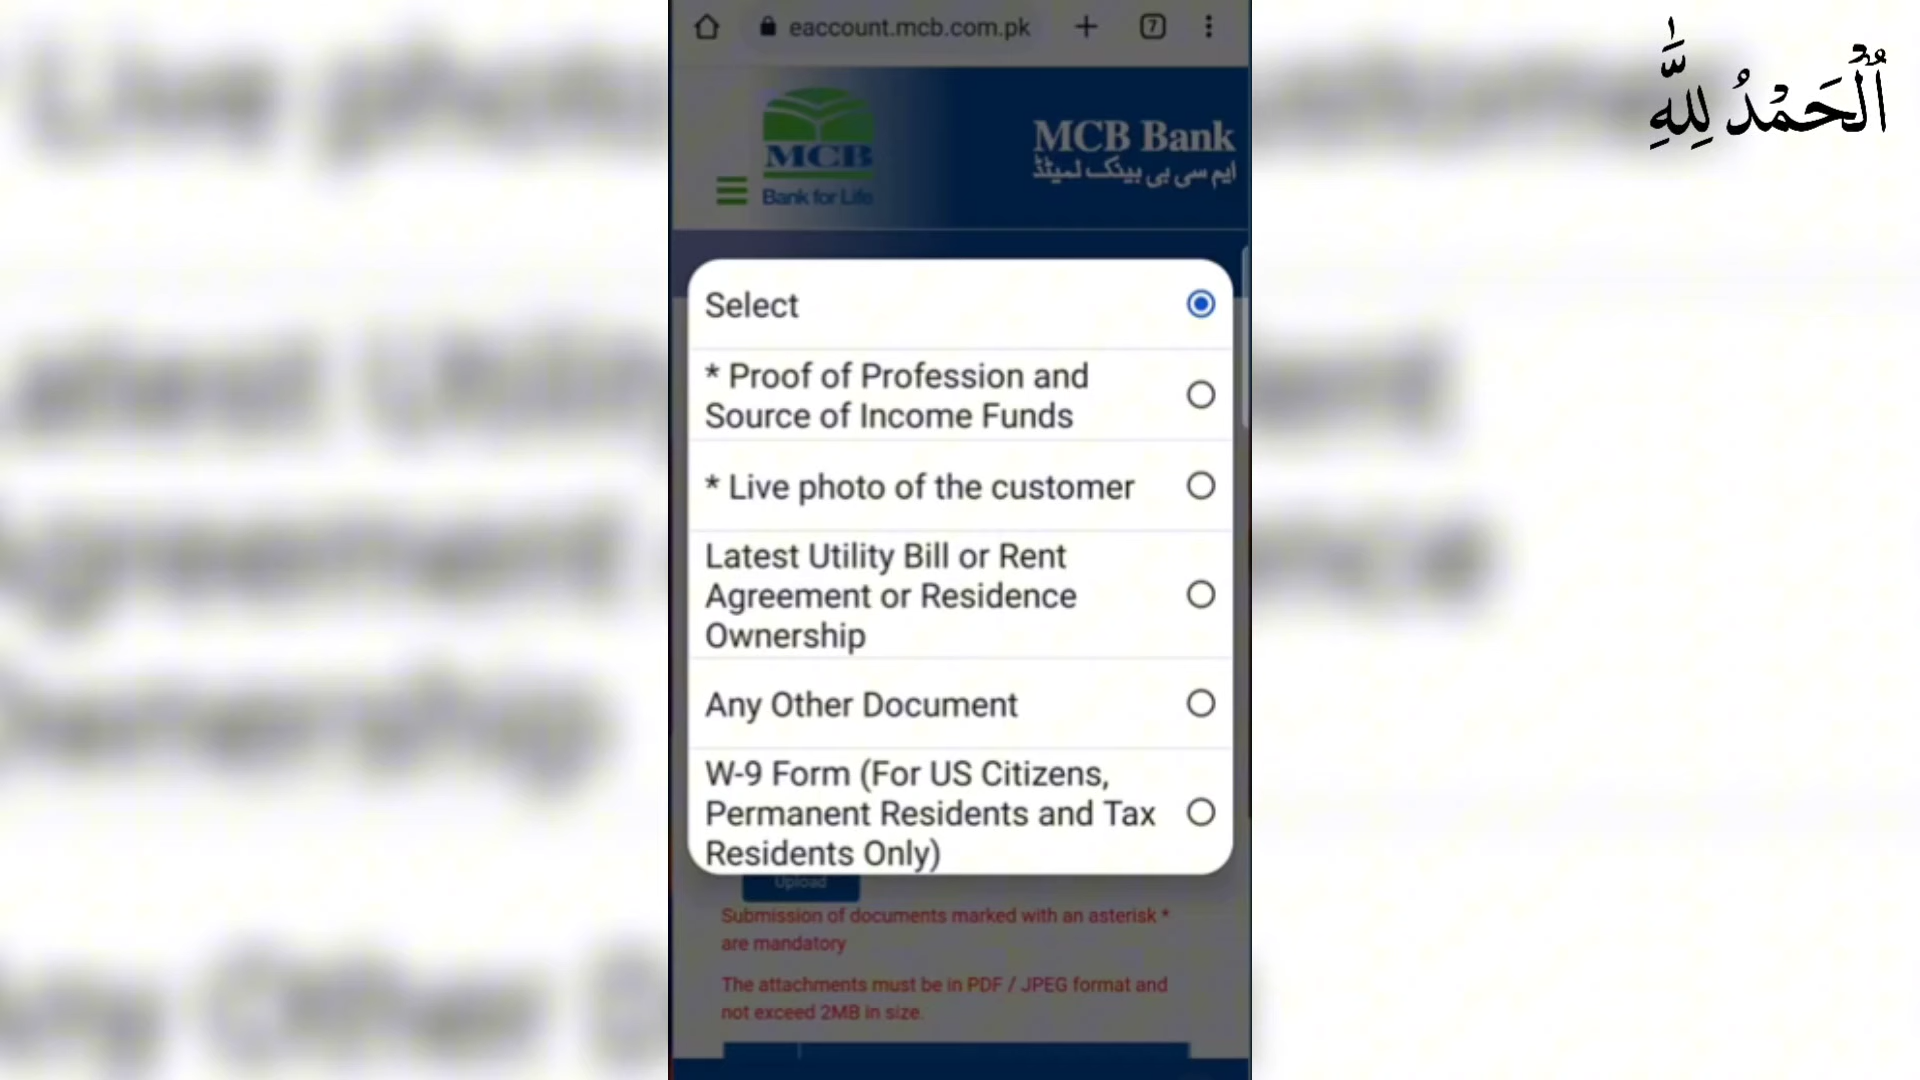 eaccount.mcb.com.pk
7
اَلْحَمْدُ لِلّٰهِ
MCB
Bank for Life
MCB Bank
ایم سی بی بینک لمیٹڈ
Select
* Proof of Profession and
Source of Income Funds
* Live photo of the customer
Latest Utility Bill or Rent
Agreement or Residence
Ownership
Any Other Document
W-9 Form (For US Citizens,
Permanent Residents and Tax
Residents Only)
Upload
Submission of documents marked with an asterisk *
are mandatory
The attachments must be in PDF / JPEG format and
not exceed 2MB in size.